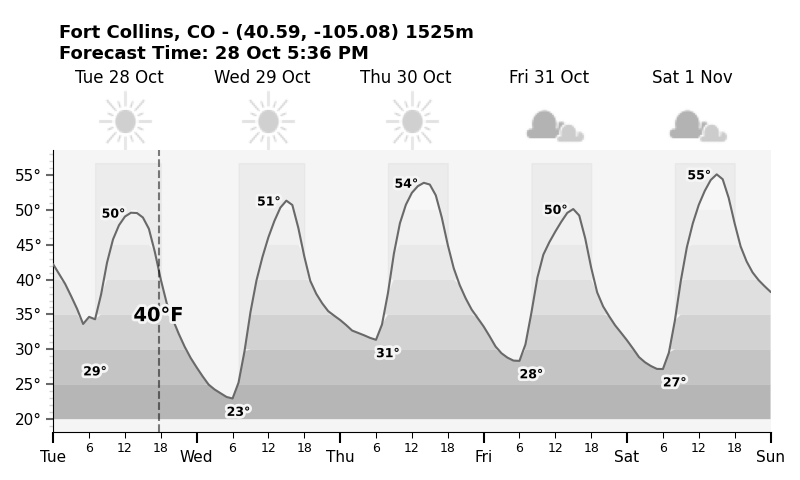 Fort Collins, CO - (40.59, -105.08) 1525m
Forecast Time: 28 Oct 5:36 PM
Tue 28 Oct Wed 29 Oct Thu 30 Oct Fri 31 Oct Sat 1 Nov
55°
50°
45°
40°
35°
30°
25°
20°
50° 51° 54° 50° 55°
40°F
29° 23° 31° 28° 27°
6 12 18 6 12 18 6 12 18 6 12 18 6 12 18
Tue Wed Thu Fri Sat Sun